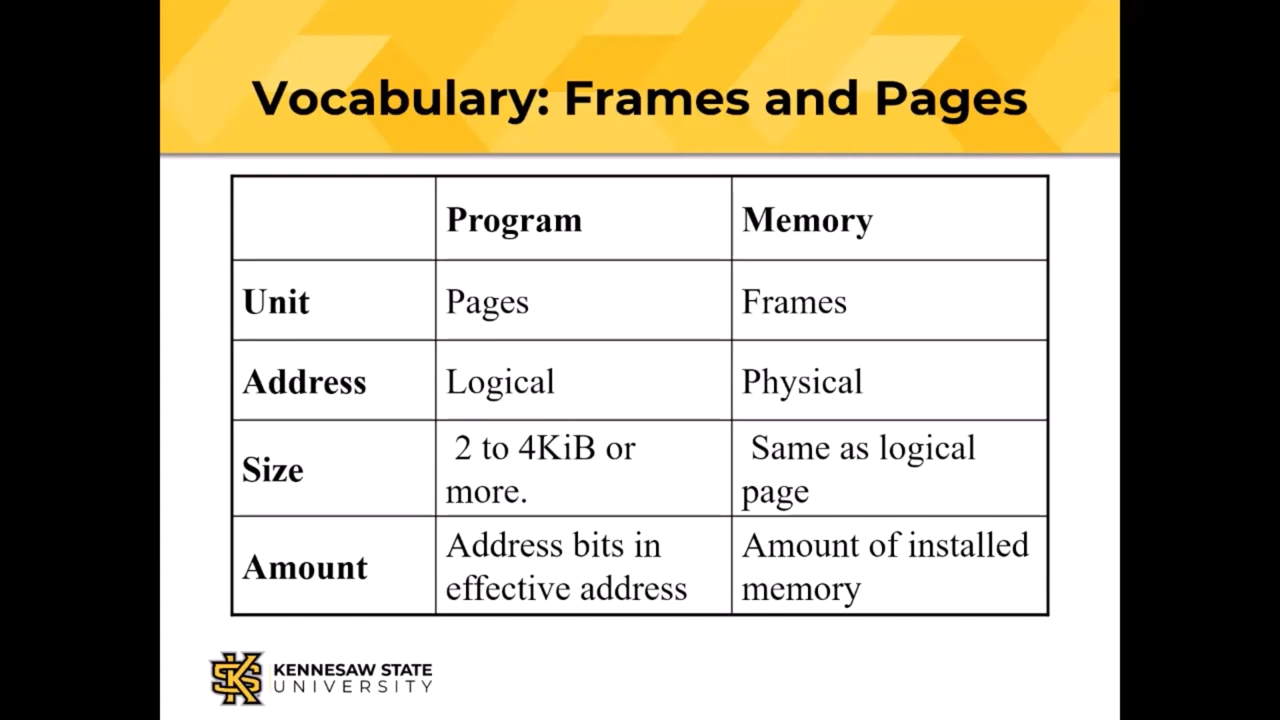 Vocabulary: Frames and Pages
Program Memory
Unit Pages Frames
Address Logical Physical
Size 2 to 4KiB or more. Same as logical page
Amount Address bits in effective address Amount of installed memory
KENNESAW STATE
UNIVERSITY